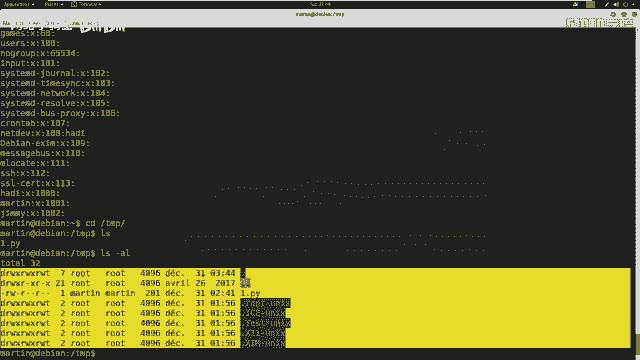 Applications
Places
Terminal
martin@debian:/tmp
games:x:60:
users:x:100:
nogroup:x:65534:
input:x:101:
systemd-journal:x:102:
systemd-timesync:x:103:
systemd-network:x:104:
systemd-resolve:x:105:
systemd-bus-proxy:x:106:
crontab:x:107:
netdev:x:108:hadi
Debian-exim:x:109:
messagebus:x:110:
mlocate:x:111:
ssh:x:112:
ssl-cert:x:113:
hadi:x:1000:
martin:x:1001:
jimmy:x:1002:
martin@debian:~$ cd /tmp/
martin@debian:/tmp$ ls
1.py
martin@debian:/tmp$ ls -al
total 32
drwxrwxrwt 7 root root 4096 déc. 31 03:44 .
drwxr-xr-x 21 root root 4096 avril 26 2017 ..
-rw-r--r-- 1 martin martin 201 déc. 31 02:41 1.py
drwxrwxrwt 2 root root 4096 déc. 31 01:56 .font-unix
drwxrwxrwt 2 root root 4096 déc. 31 01:56 .ICE-unix
drwxrwxrwt 2 root root 4096 déc. 31 01:56 .Test-unix
drwxrwxrwt 2 root root 4096 déc. 31 01:56 .X11-unix
drwxrwxrwt 2 root root 4096 déc. 31 01:56 .XIM-unix
martin@debian:/tmp$